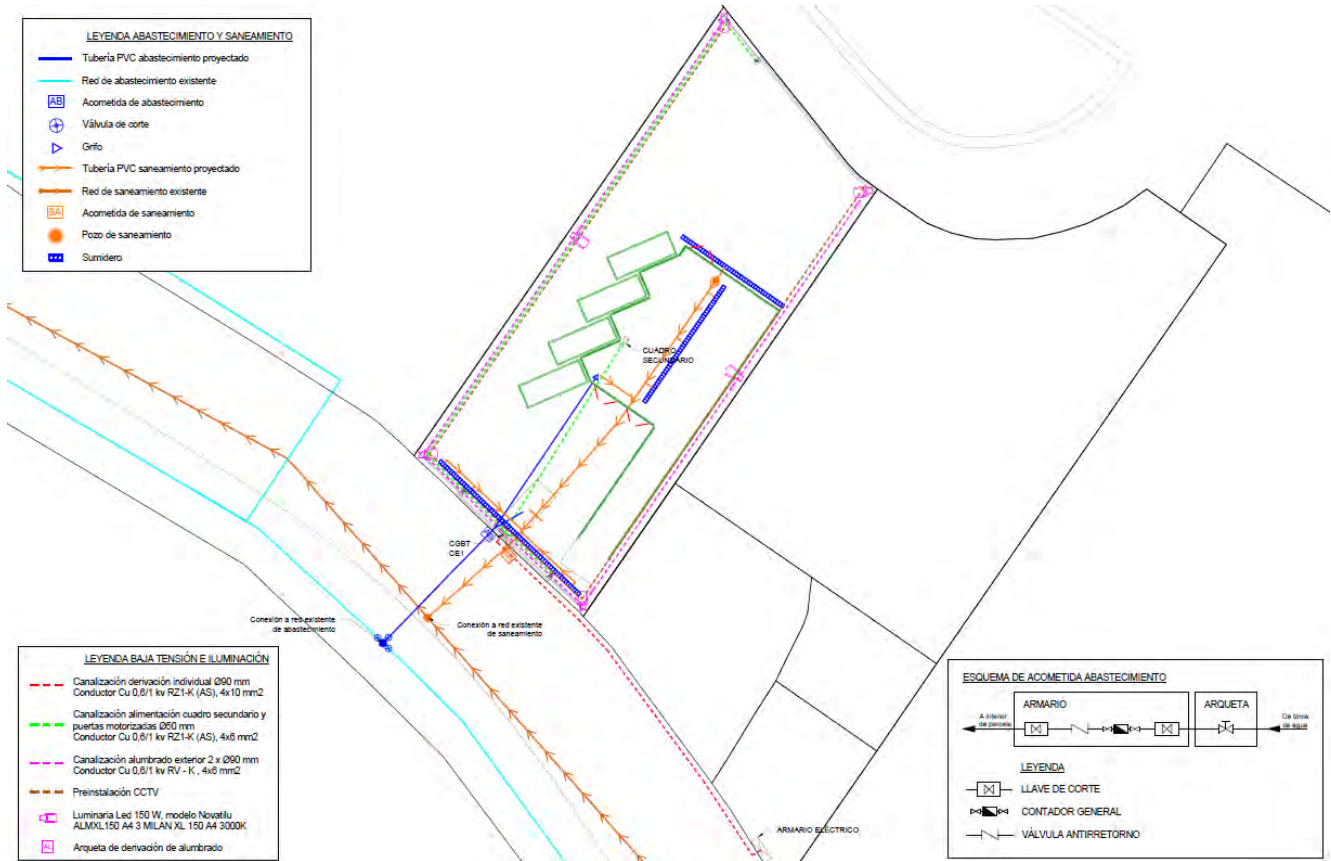 LEYENDA ABASTECIMIENTO Y SANEAMIENTO
Tubería PVC abastecimiento proyectado
Red de abastecimiento existente
AB Acometida de abastecimiento
Válvula de corte
Grifo
Tubería PVC saneamiento proyectado
Red de saneamiento existente
SA Acometida de saneamiento
Pozo de saneamiento
Sumidero
CUADRO
SECUNDARIO
CGBT
CE1
Conexión a red existente
de abastecimiento
Conexión a red existente
de saneamiento
ARMARIO ELÉCTRICO
LEYENDA BAJA TENSIÓN E ILUMINACIÓN
Canalización derivación individual Ø90 mm
Conductor Cu 0,6/1 kv RZ1-K (AS), 4x10 mm2
Canalización alimentación cuadro secundario y
puertas motorizadas Ø50 mm
Conductor Cu 0,6/1 kv RZ1-K (AS), 4x6 mm2
Canalización alumbrado exterior 2 x Ø90 mm
Conductor Cu 0,6/1 kv RV - K , 4x6 mm2
Preinstalación CCTV
Luminaria Led 150 W, modelo Novatilu
ALMXL150 A4 3 MILAN XL 150 A4 3000K
AL Arqueta de derivación de alumbrado
ESQUEMA DE ACOMETIDA ABASTECIMIENTO
ARMARIO
ARQUETA
A interior
de parcela
De toma
de agua
LEYENDA
LLAVE DE CORTE
CONTADOR GENERAL
VÁLVULA ANTIRRETORNO